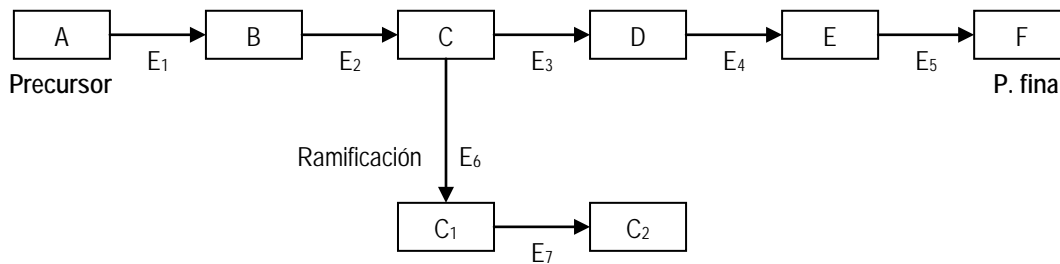 A B C D E F
E₁ E₂ E₃ E₄ E₅
Precursor P. fina
Ramificación E₆
C₁ C₂
E₇